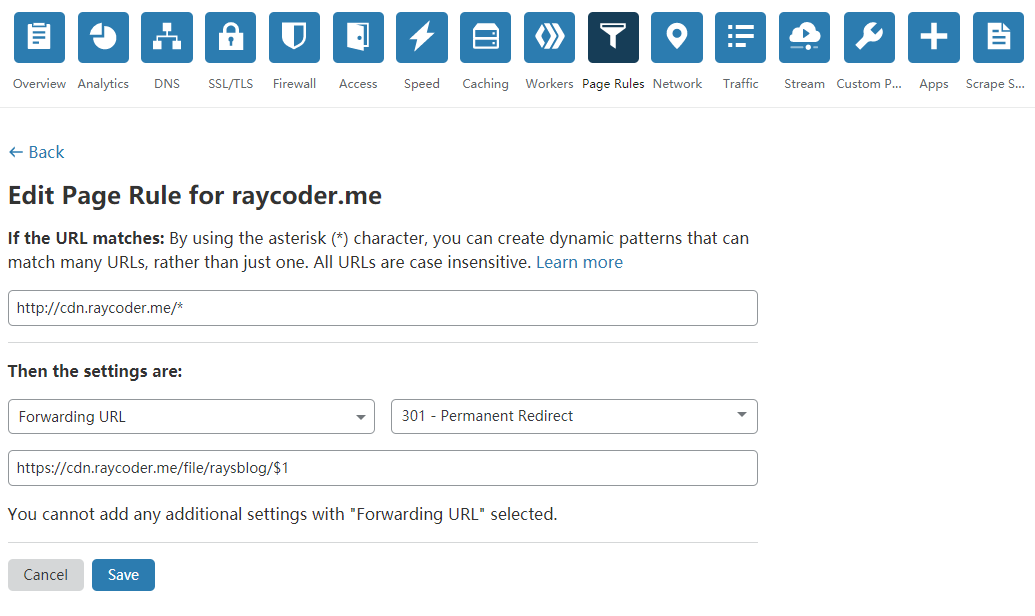 Overview Analytics DNS SSL/TLS Firewall Access Speed Caching Workers Page Rules Network Traffic Stream Custom P... Apps Scrape S...
← Back
Edit Page Rule for raycoder.me
If the URL matches: By using the asterisk (*) character, you can create dynamic patterns that can
match many URLs, rather than just one. All URLs are case insensitive. Learn more
http://cdn.raycoder.me/*
Then the settings are:
Forwarding URL 301 - Permanent Redirect
https://cdn.raycoder.me/file/raysblog/$1
You cannot add any additional settings with "Forwarding URL" selected.
Cancel Save